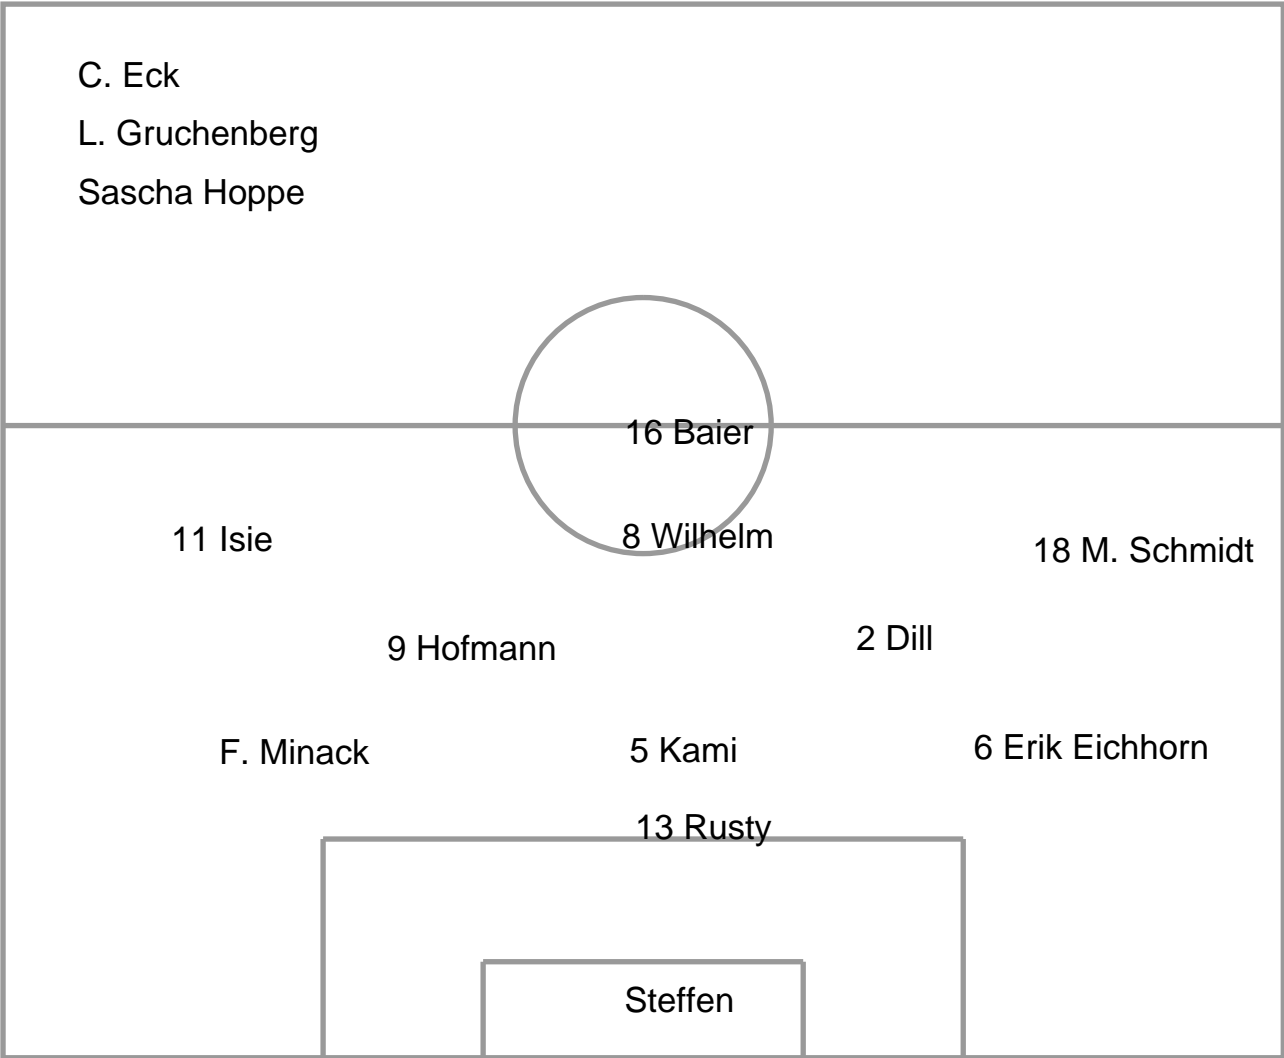 C. Eck
L. Gruchenberg
Sascha Hoppe
16 Baier
11 Isie
8 Wilhelm
18 M. Schmidt
9 Hofmann
2 Dill
F. Minack
5 Kami
6 Erik Eichhorn
13 Rusty
Steffen